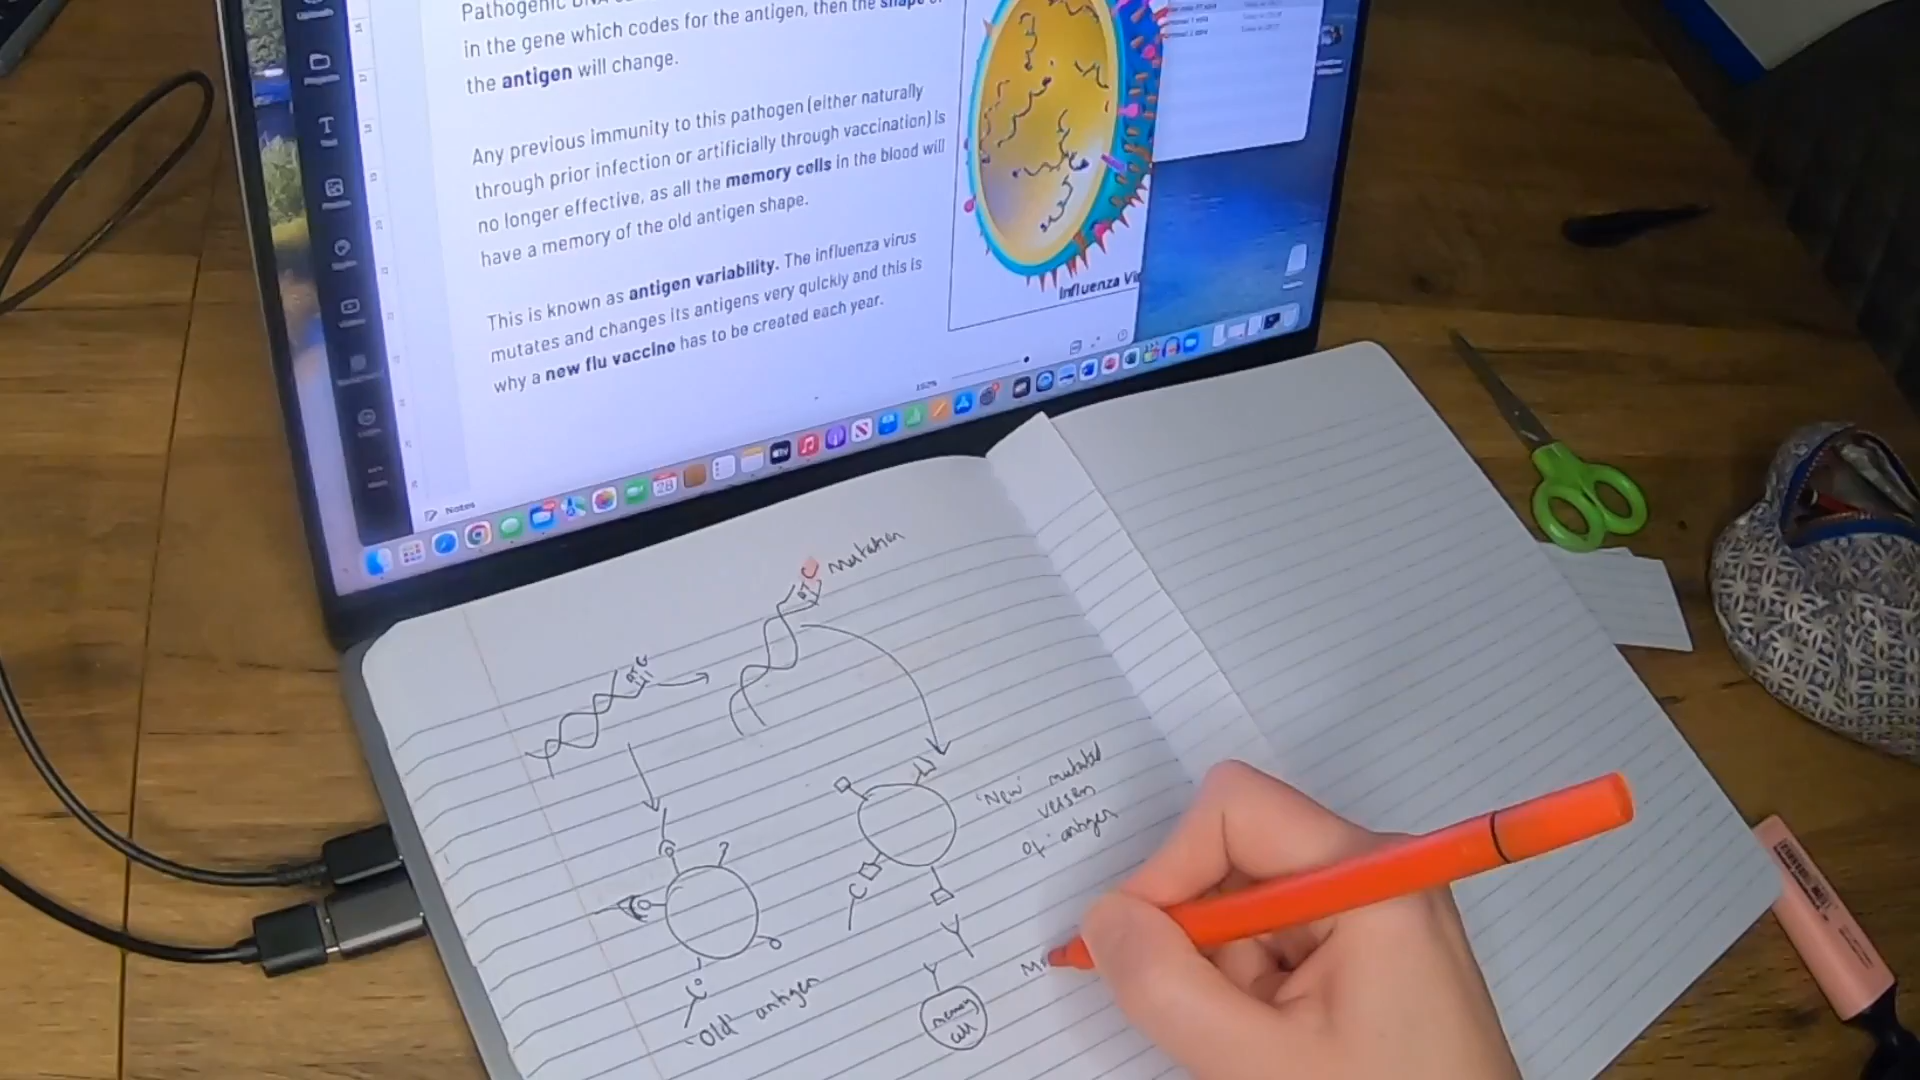 in the gene which codes for the antigen, then the shape of
the antigen will change.
Any previous immunity to this pathogen (either naturally
through prior infection or artificially through vaccination) is
no longer effective, as all the memory cells in the blood will
have a memory of the old antigen shape.
This is known as antigen variability. The influenza virus
mutates and changes its antigens very quickly and this is
why a new flu vaccine has to be created each year.
Notes
28
mutation
'New' mutated
version
of antigen
'Old' antigen
memory
cell